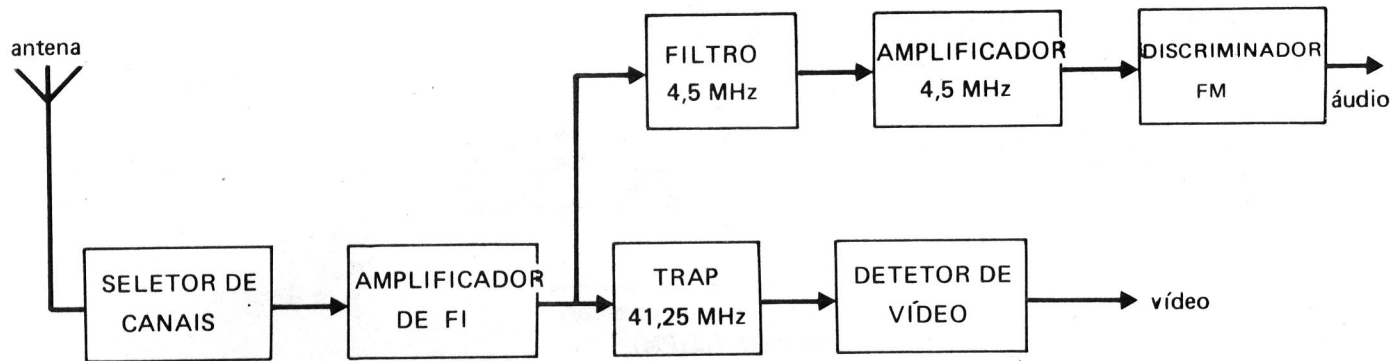 antena
FILTRO
4,5 MHz
AMPLIFICADOR
4,5 MHz
DISCRIMINADOR
FM
áudio
SELETOR DE
CANAIS
AMPLIFICADOR
DE FI
TRAP
41,25 MHz
DETETOR DE
VÍDEO
vídeo